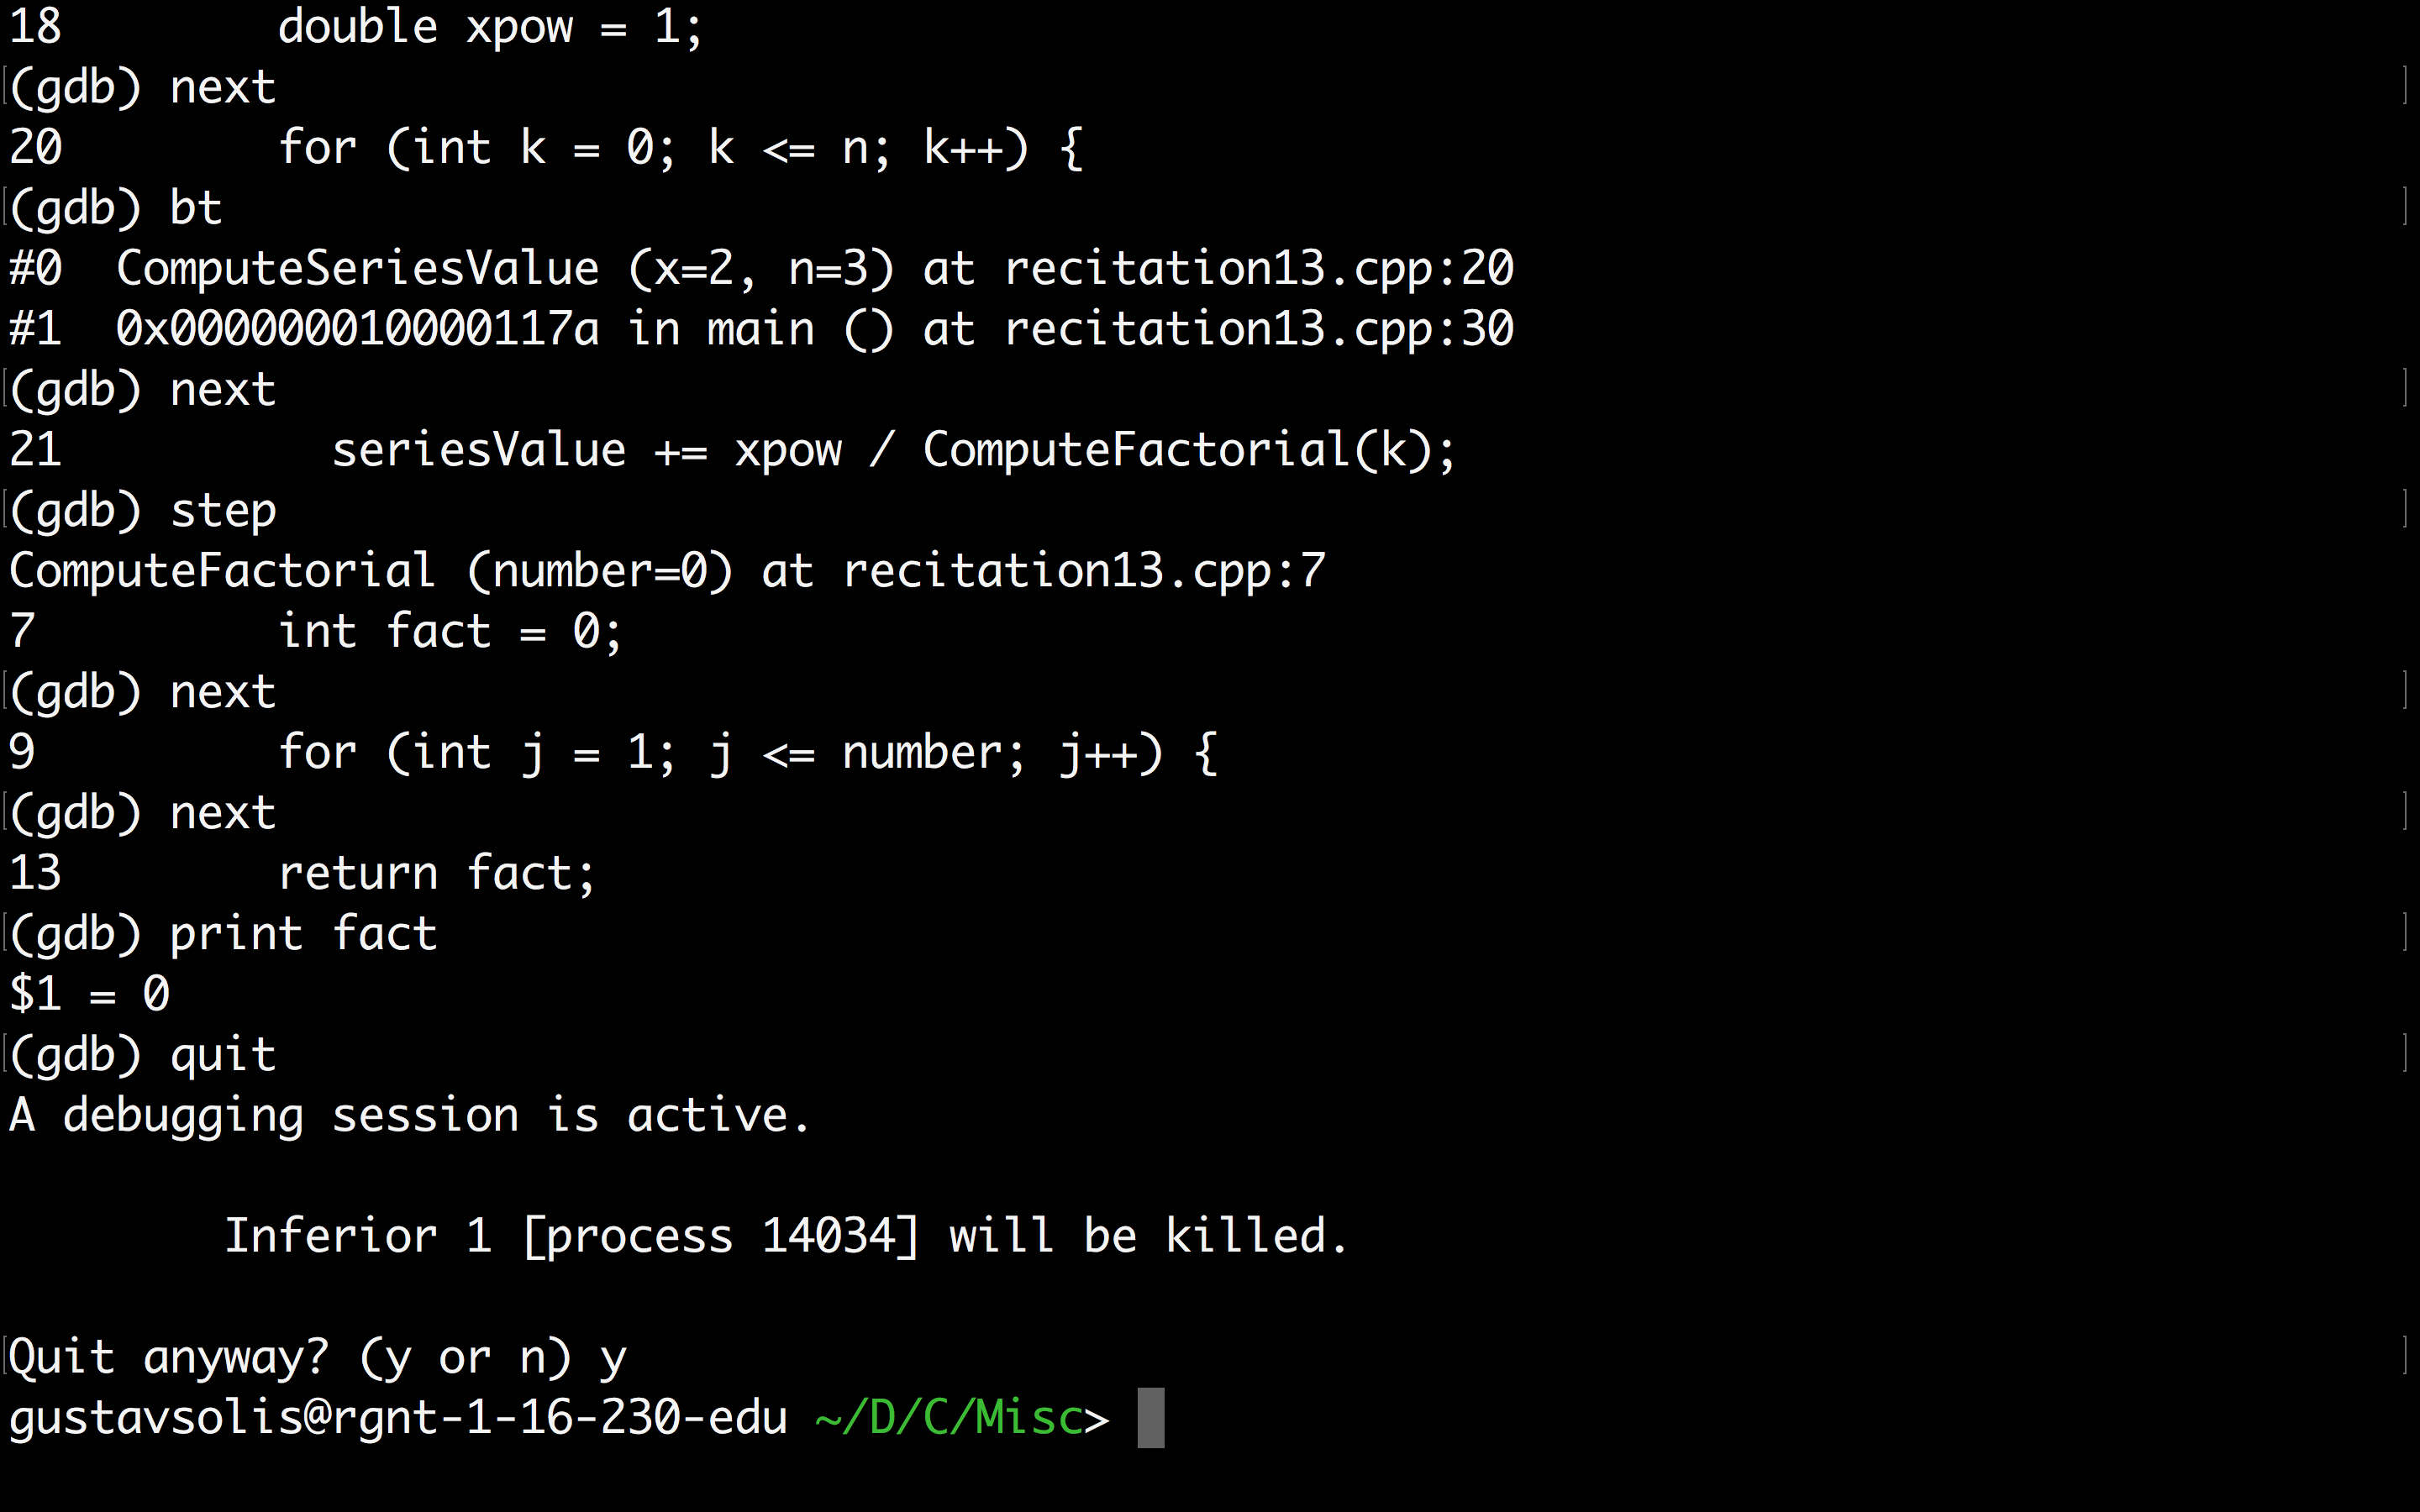 18        double xpow = 1;
(gdb) next
20        for (int k = 0; k <= n; k++) {
(gdb) bt
#0  ComputeSeriesValue (x=2, n=3) at recitation13.cpp:20
#1  0x000000010000117a in main () at recitation13.cpp:30
(gdb) next
21          seriesValue += xpow / ComputeFactorial(k);
(gdb) step
ComputeFactorial (number=0) at recitation13.cpp:7
7         int fact = 0;
(gdb) next
9         for (int j = 1; j <= number; j++) {
(gdb) next
13        return fact;
(gdb) print fact
$1 = 0
(gdb) quit
A debugging session is active.
        Inferior 1 [process 14034] will be killed.
Quit anyway? (y or n) y
gustavsolis@rgnt-1-16-230-edu ~/D/C/Misc>